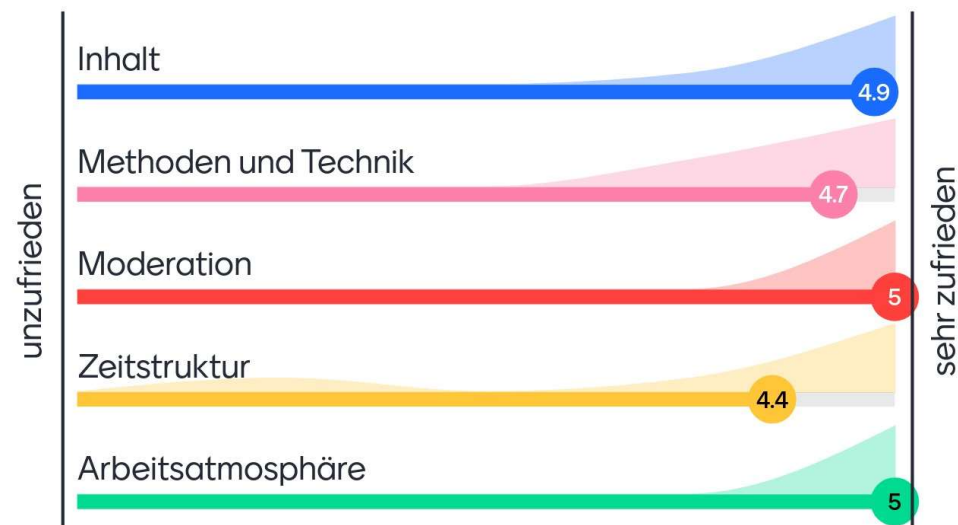 unzufrieden
Inhalt
4.9
Methoden und Technik
4.7
Moderation
5
Zeitstruktur
4.4
Arbeitsatmosphäre
5
sehr zufrieden